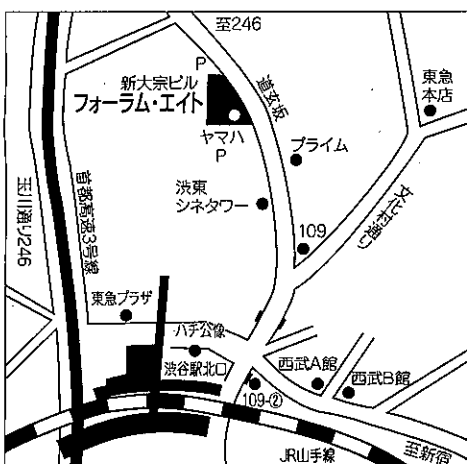 至246
P
新大宗ビル
フォーラム・エイト
ヤマハ
P
道玄坂
東急
本店
プライム
渋東
シネタワー
109
文化村通り
玉川通り246
首都高速3号線
東急プラザ
ハチ公像
渋谷駅北口
西武A館
西武B館
109-②
JR山手線
至新宿